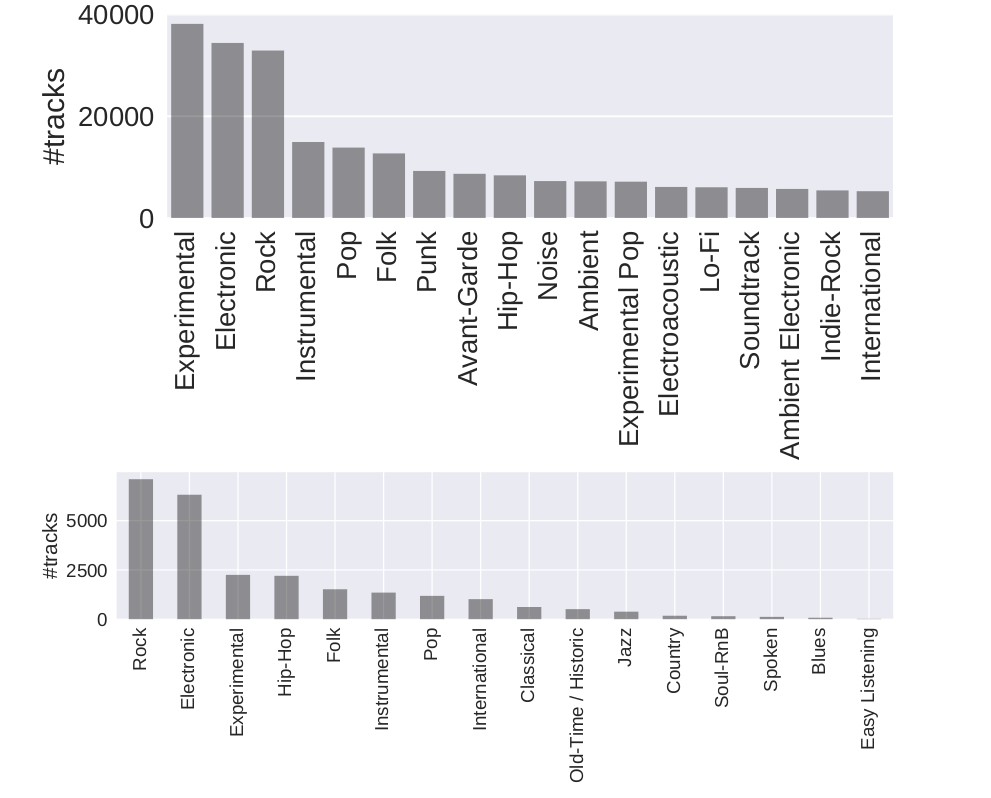 40000
20000
0
#tracks
Experimental
Electronic
Rock
Instrumental
Pop
Folk
Punk
Avant-Garde
Hip-Hop
Noise
Ambient
Experimental Pop
Electroacoustic
Lo-Fi
Soundtrack
Ambient Electronic
Indie-Rock
International
5000
2500
0
#tracks
Rock
Electronic
Experimental
Hip-Hop
Folk
Instrumental
Pop
International
Classical
Old-Time / Historic
Jazz
Country
Soul-RnB
Spoken
Blues
Easy Listening